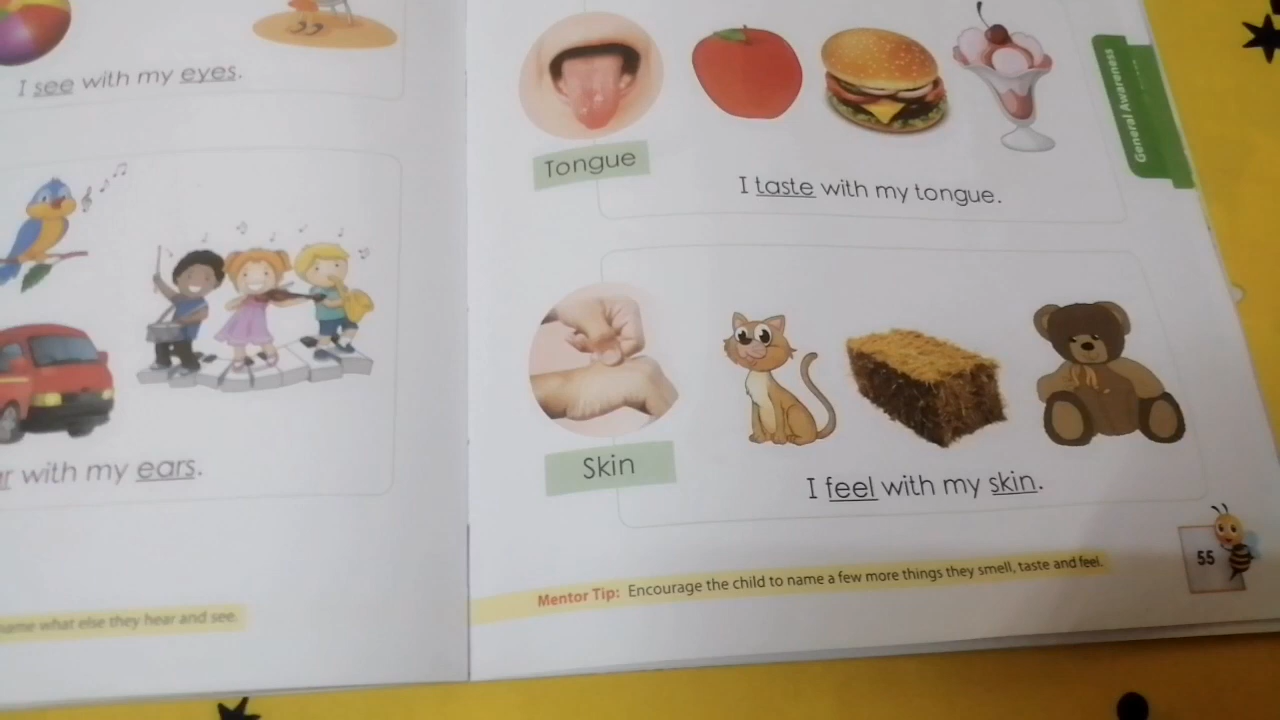 I see with my eyes.
with my ears.
name what else they hear and see.
Tongue
I taste with my tongue.
Skin
I feel with my skin.
Mentor Tip: Encourage the child to name a few more things they smell, taste and feel.
55
General Awareness